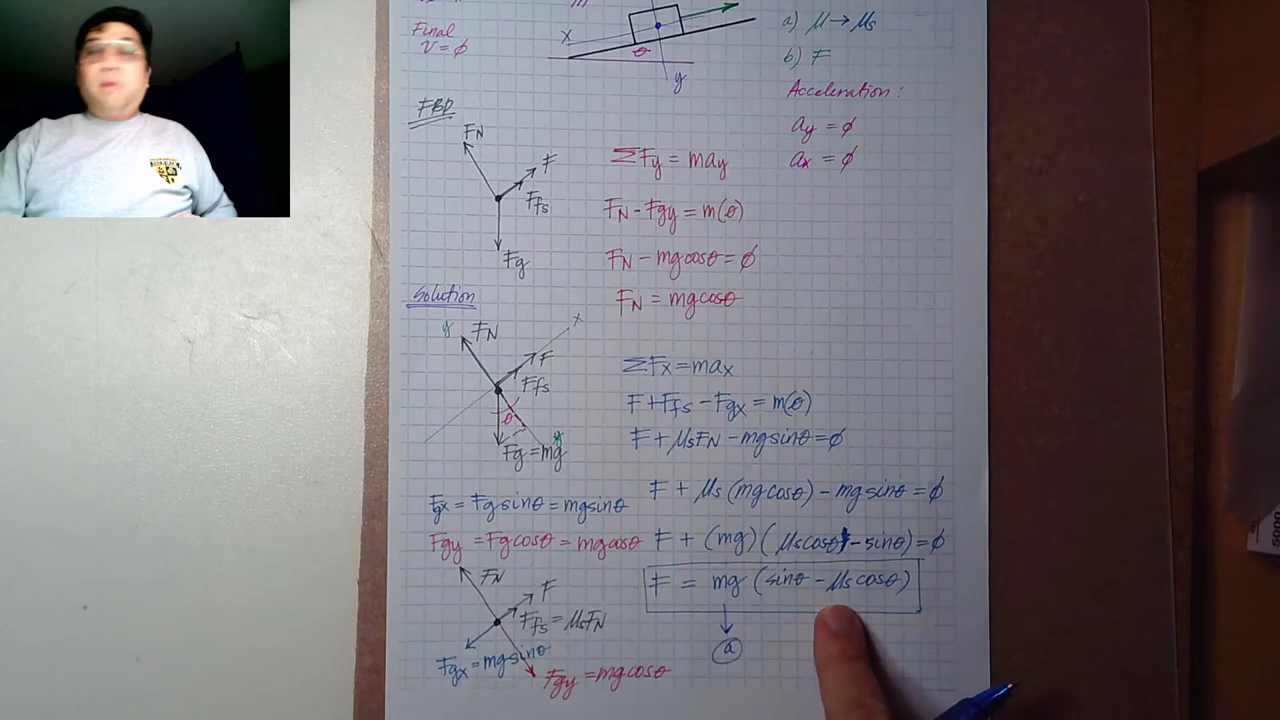 Final
V = ϕ
m
x
θ
y
a) μ → μs
b) F
Acceleration :
ay = ϕ
ax = ϕ
FBD
FN
F
Ffs
Fg
ΣFy = may
FN - Fgy = m(ϕ)
FN - mgcosθ = ϕ
FN = mgcosθ
Solution
y
FN
x
F
Ffs
θ
Fg = mg
ΣFx = max
F + Ffs - Fgx = m(ϕ)
F + μsFN - mgsinθ = ϕ
F + μs (mgcosθ) - mgsinθ = ϕ
F + (mg) ( μscosθ - sinθ) = ϕ
F = mg (sinθ - μs cosθ)
a
Fgx = Fg sinθ = mgsinθ
Fgy = Fgcosθ = mgcosθ
FN
F
Ffs = μsFN
Fgx = mgsinθ
Fgy = mgcosθ